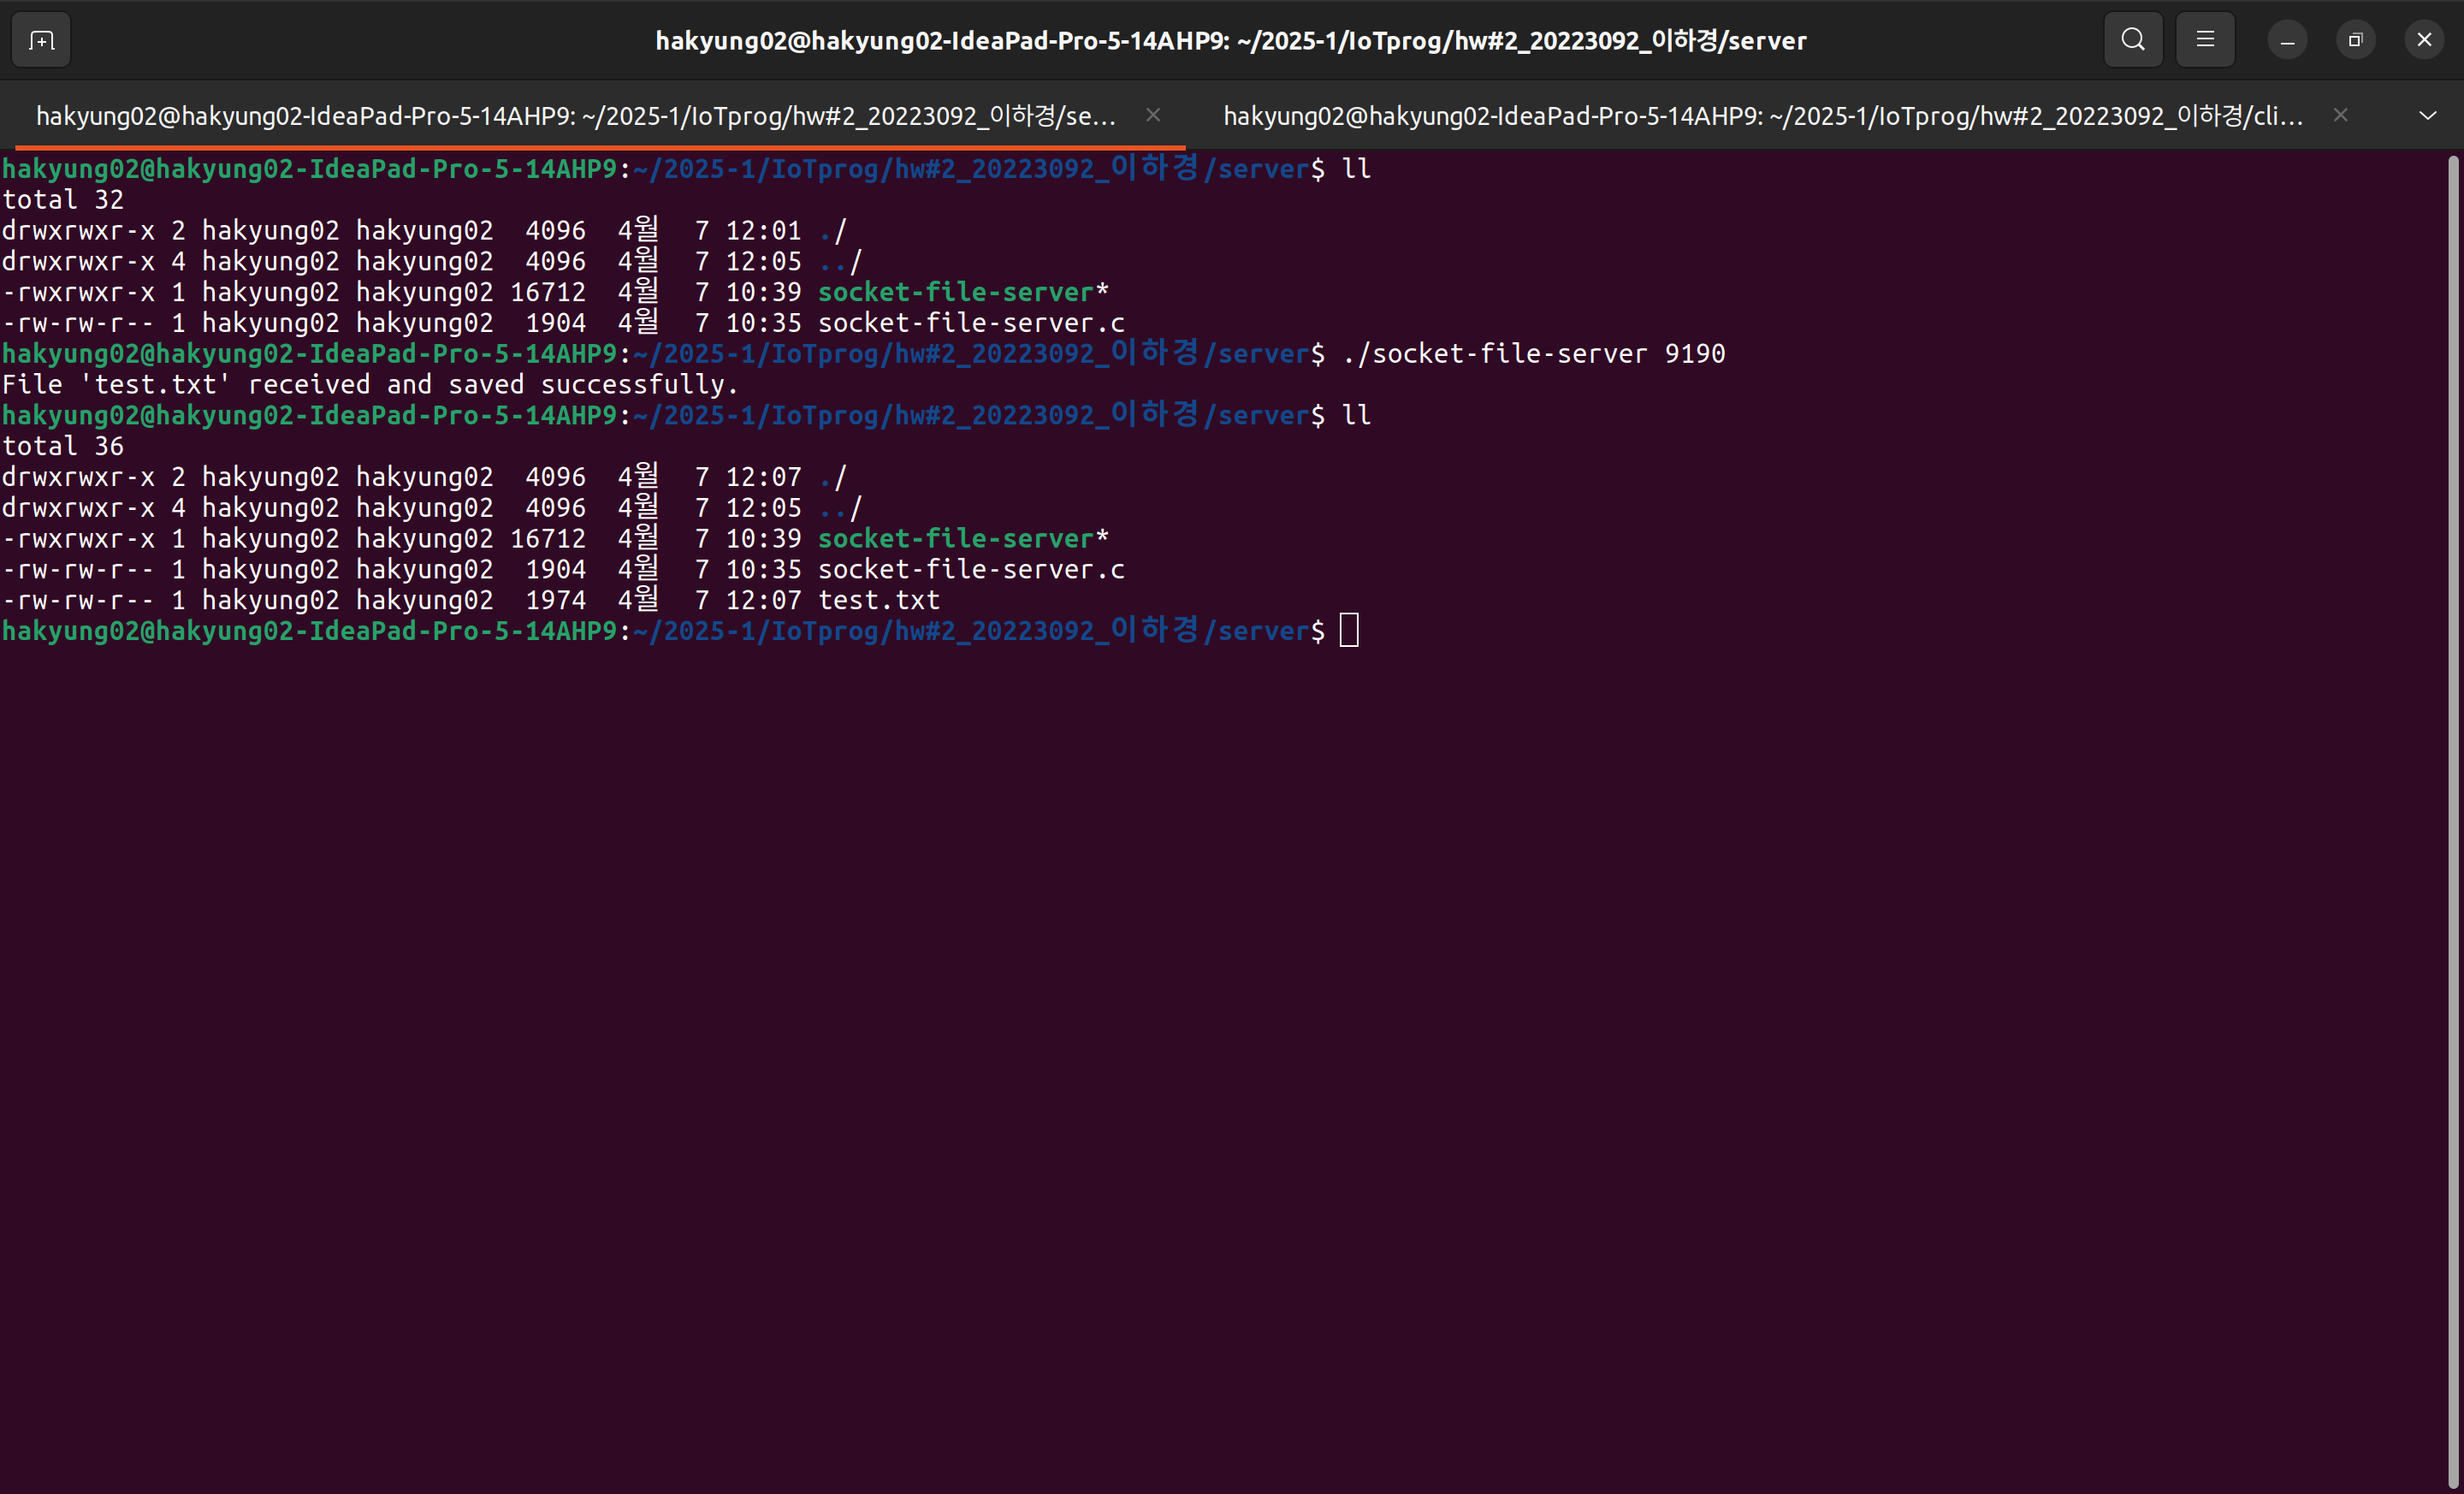 hakyung02@hakyung02-IdeaPad-Pro-5-14AHP9: ~/2025-1/IoTprog/hw#2_20223092_이하경/server
hakyung02@hakyung02-IdeaPad-Pro-5-14AHP9: ~/2025-1/IoTprog/hw#2_20223092_이하경/se...
hakyung02@hakyung02-IdeaPad-Pro-5-14AHP9: ~/2025-1/IoTprog/hw#2_20223092_이하경/cli...
hakyung02@hakyung02-IdeaPad-Pro-5-14AHP9:~/2025-1/IoTprog/hw#2_20223092_이하경/server$ ll
total 32
drwxrwxr-x 2 hakyung02 hakyung02  4096  4월  7 12:01 ./
drwxrwxr-x 4 hakyung02 hakyung02  4096  4월  7 12:05 ../
-rwxrwxr-x 1 hakyung02 hakyung02 16712  4월  7 10:39 socket-file-server*
-rw-rw-r-- 1 hakyung02 hakyung02  1904  4월  7 10:35 socket-file-server.c
hakyung02@hakyung02-IdeaPad-Pro-5-14AHP9:~/2025-1/IoTprog/hw#2_20223092_이하경/server$ ./socket-file-server 9190
File 'test.txt' received and saved successfully.
hakyung02@hakyung02-IdeaPad-Pro-5-14AHP9:~/2025-1/IoTprog/hw#2_20223092_이하경/server$ ll
total 36
drwxrwxr-x 2 hakyung02 hakyung02  4096  4월  7 12:07 ./
drwxrwxr-x 4 hakyung02 hakyung02  4096  4월  7 12:05 ../
-rwxrwxr-x 1 hakyung02 hakyung02 16712  4월  7 10:39 socket-file-server*
-rw-rw-r-- 1 hakyung02 hakyung02  1904  4월  7 10:35 socket-file-server.c
-rw-rw-r-- 1 hakyung02 hakyung02  1974  4월  7 12:07 test.txt
hakyung02@hakyung02-IdeaPad-Pro-5-14AHP9:~/2025-1/IoTprog/hw#2_20223092_이하경/server$